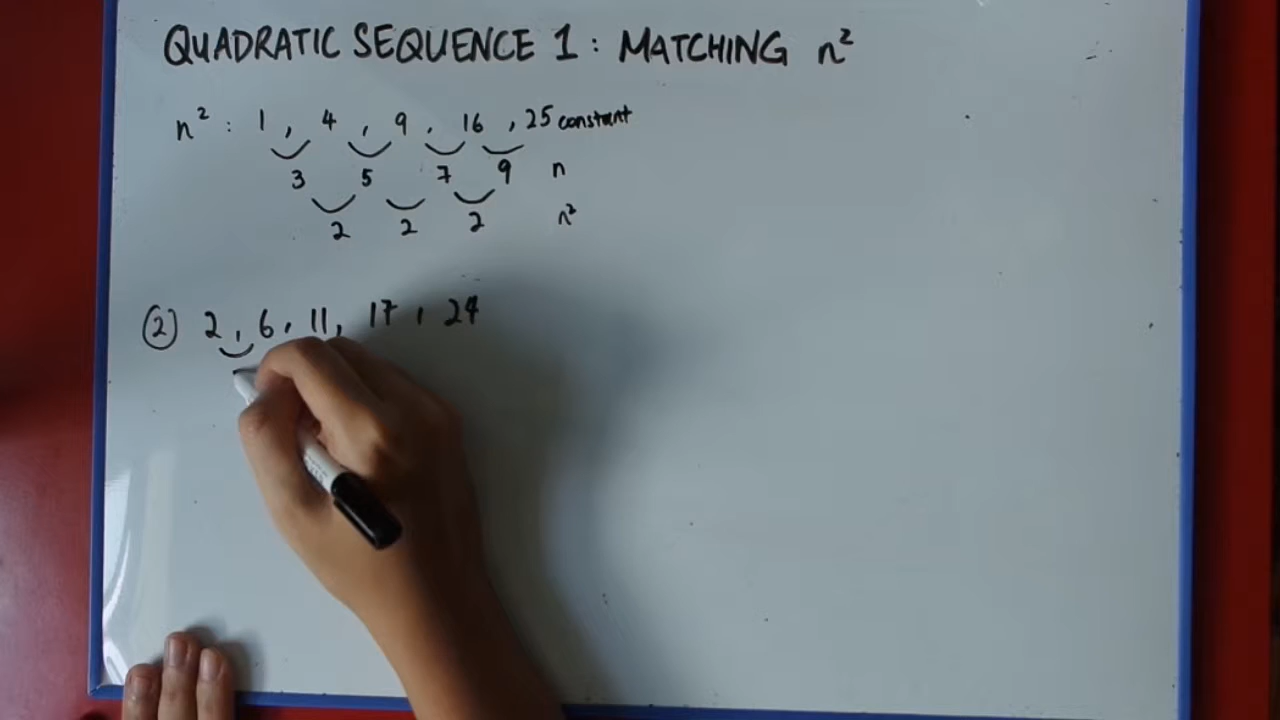 QUADRATIC SEQUENCE 1 : MATCHING n²
n² : 1 , 4 , 9 , 16 , 25 constant
3 5 7 9 n
2 2 2 n²
② 2 , 6 , 11 , 17 , 24